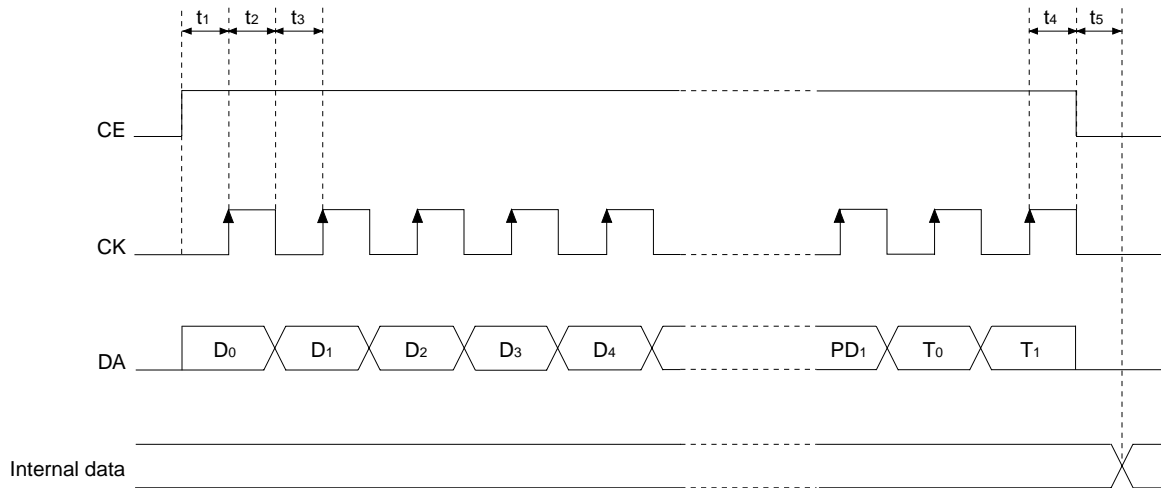 t1 t2 t3 t4 t5
CE
CK
DA D0 D1 D2 D3 D4 PD1 T0 T1
Internal data